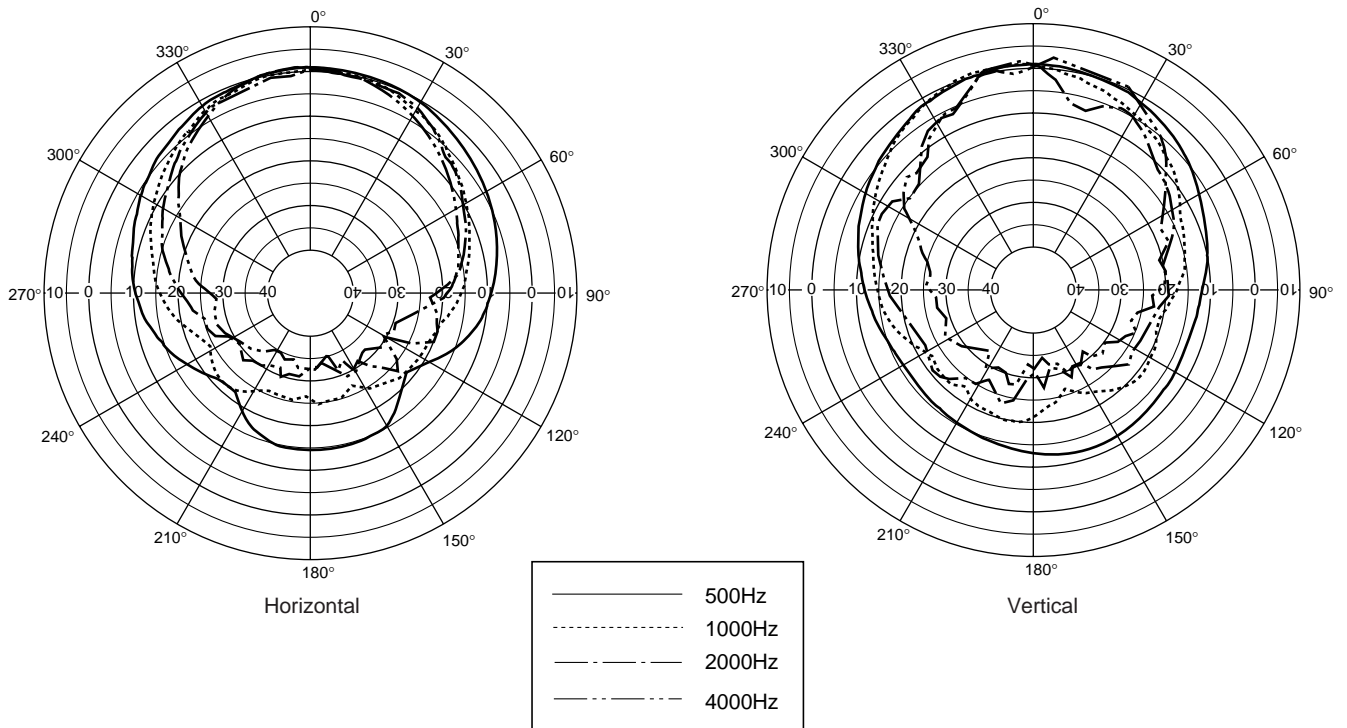 0° 0°
330° 30° 330° 30°
300° 60° 300° 60°
270° 10 0 10 20 30 40 40 30 20 10 0 10 90° 270° 10 0 10 20 30 40 40 30 20 10 0 10 90°
240° 120° 240° 120°
210° 150° 210° 150°
180° 180°
Horizontal Vertical
500Hz
1000Hz
2000Hz
4000Hz